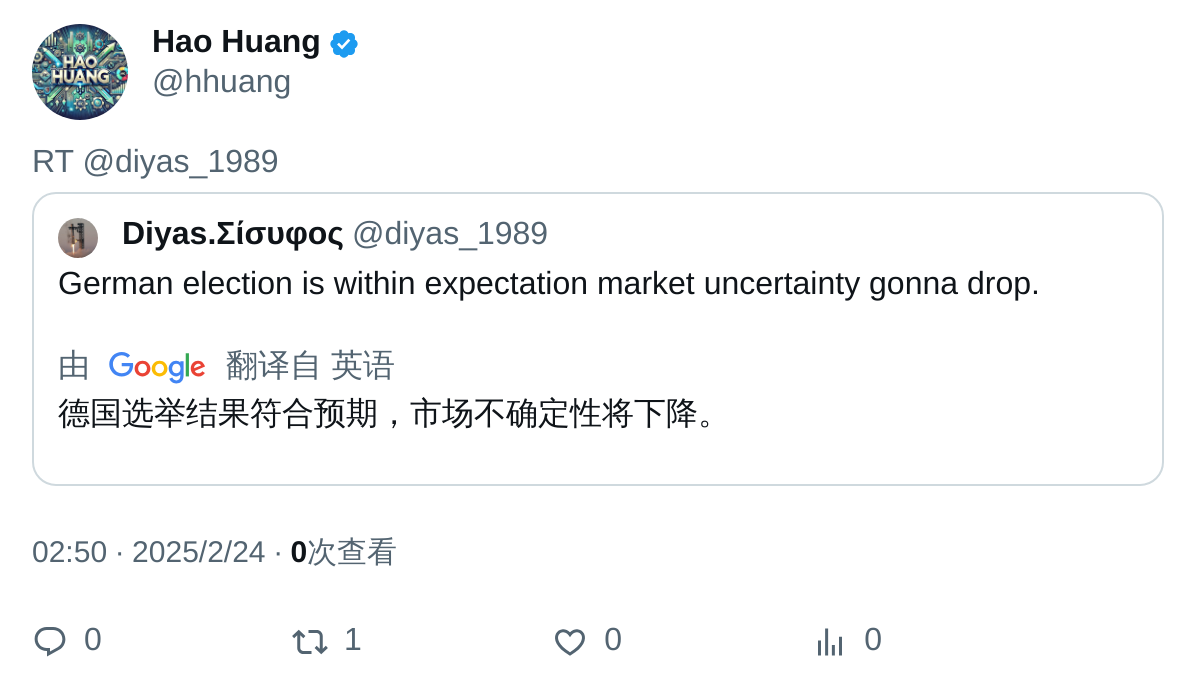 HAO
HUANG
Hao Huang
@hhuang
RT @diyas_1989
Diyas.Σίσυφος @diyas_1989
German election is within expectation market uncertainty gonna drop.
由 Google 翻译自 英语
德国选举结果符合预期，市场不确定性将下降。
02:50 · 2025/2/24 · 0次查看
0 1 0 0